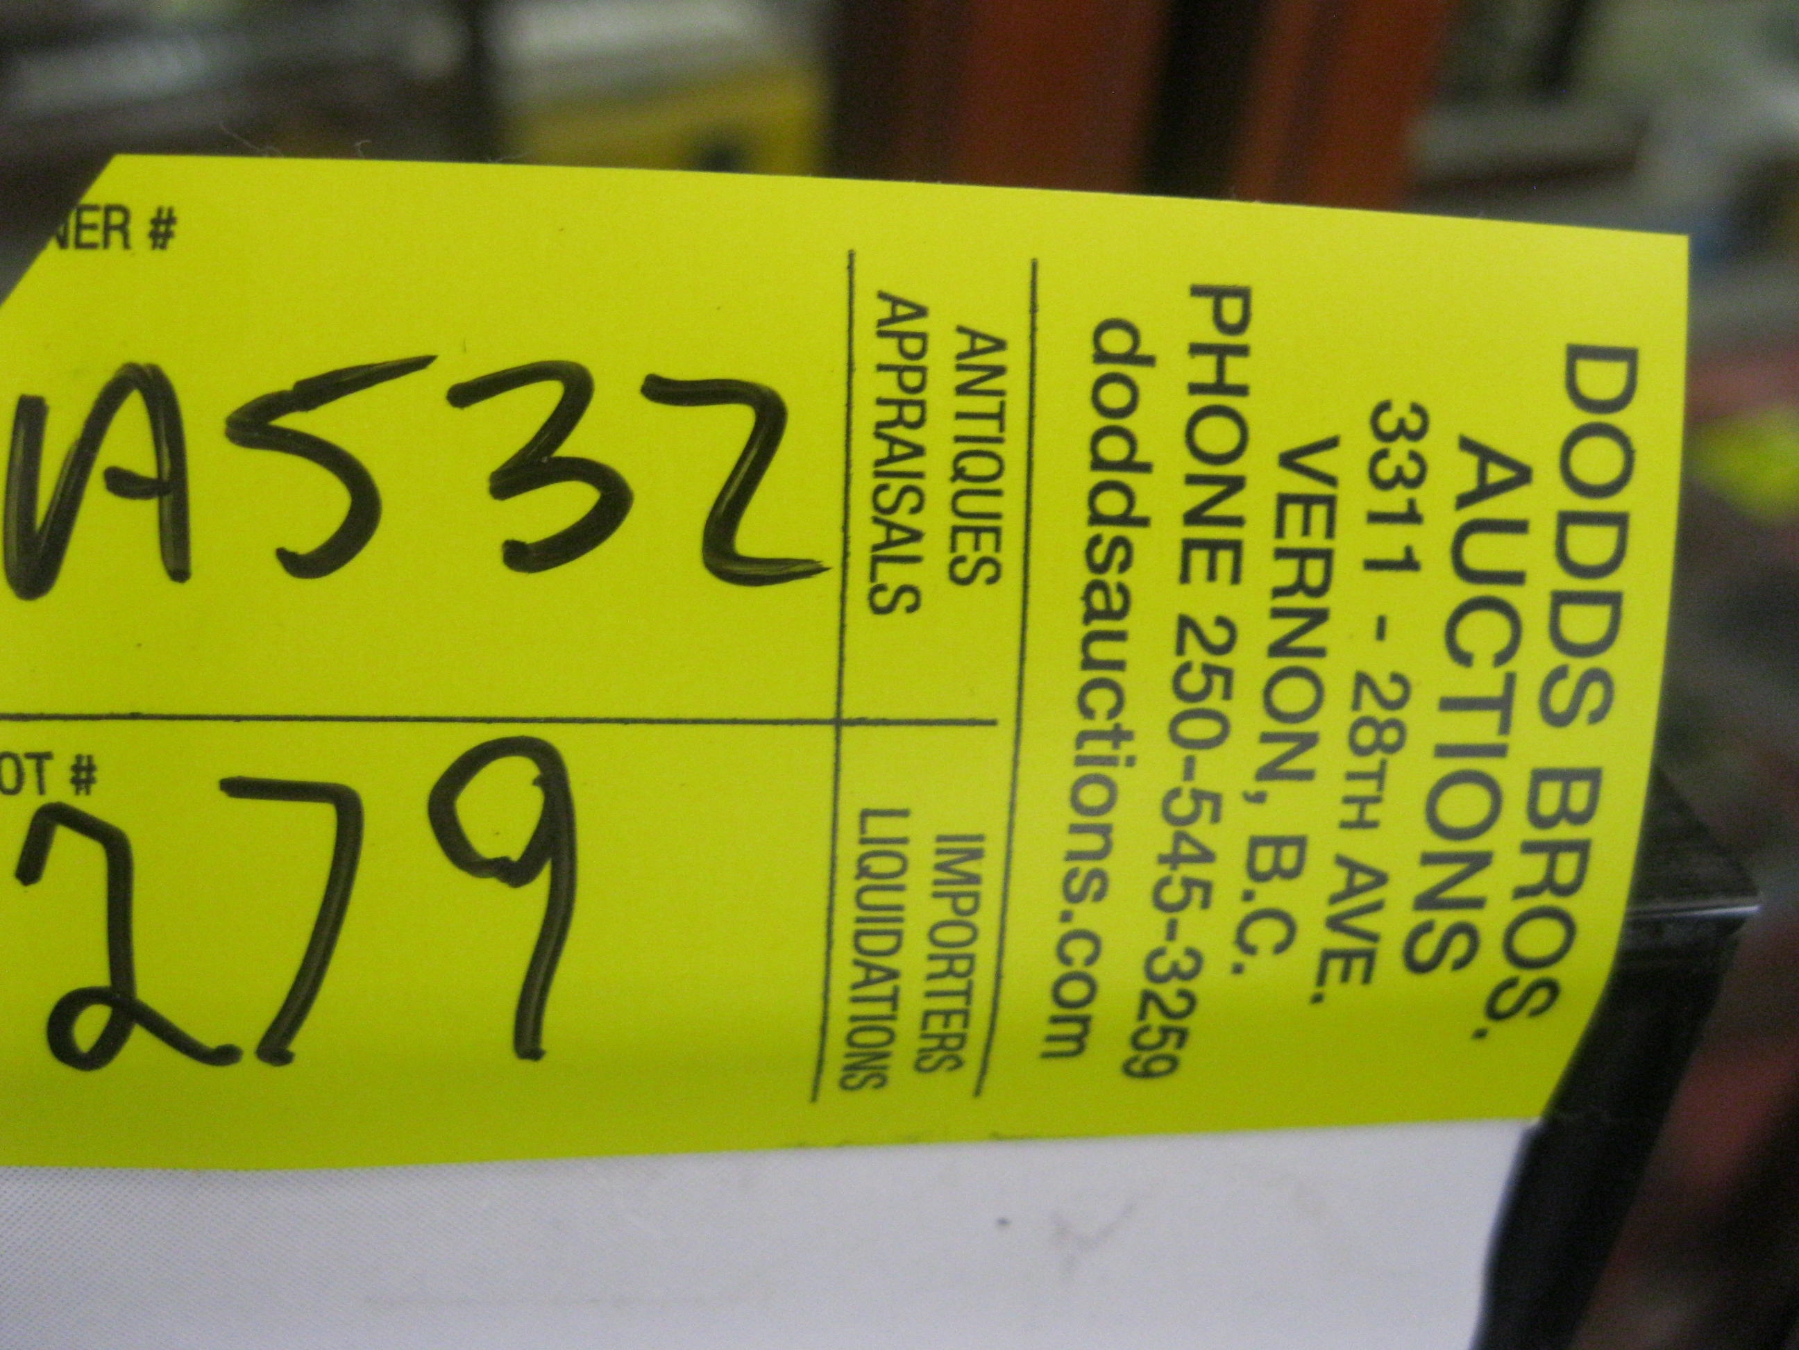 DODDS BROS.
AUCTIONS
3311 - 28TH AVE.
VERNON, B.C.
PHONE 250-545-3259
doddsauctions.com
ANTIQUES
APPRAISALS
IMPORTERS
LIQUIDATIONS
NER #
A532
OT #
279